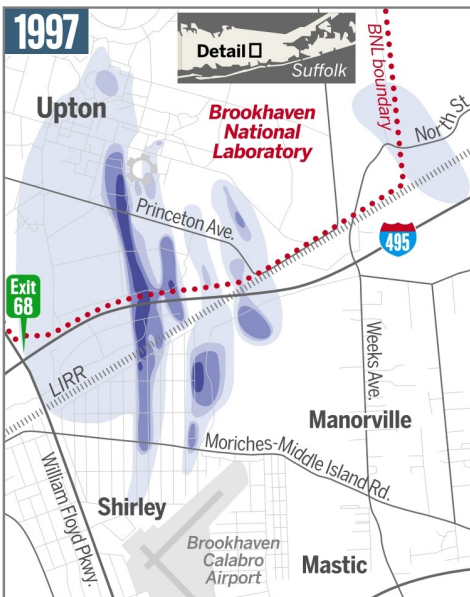 1997
Detail
Suffolk
BNL boundary
Upton
Brookhaven
National
Laboratory
North St
Princeton Ave.
495
Exit
68
LIRR
Weeks Ave.
Manorville
Moriches-Middle Island Rd.
William Floyd Pkwy.
Shirley
Brookhaven
Calabro
Airport
Mastic